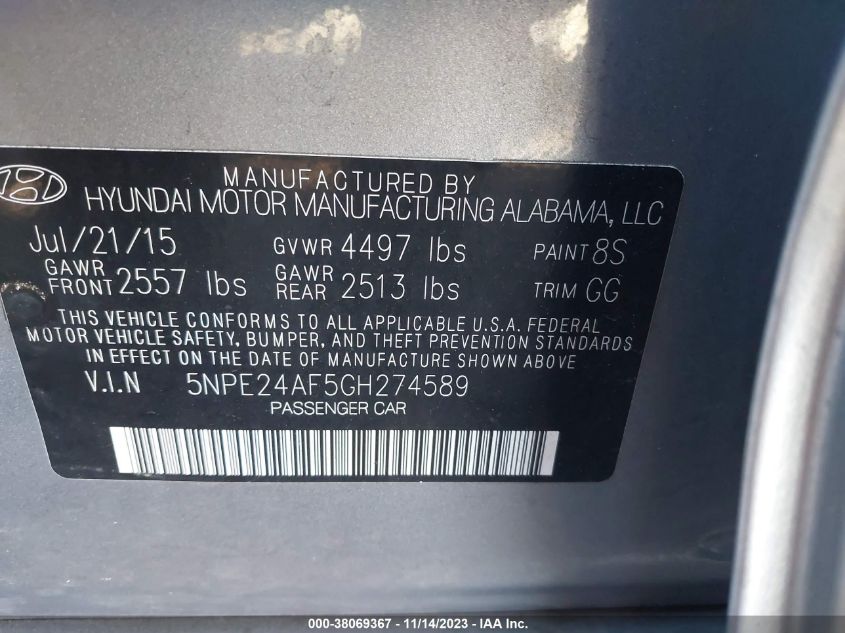 MANUFACTURED BY
HYUNDAI MOTOR MANUFACTURING ALABAMA, LLC
Jul/21/15 GVWR 4497 lbs PAINT 8S
GAWR FRONT 2557 lbs GAWR REAR 2513 lbs TRIM GG
THIS VEHICLE CONFORMS TO ALL APPLICABLE U.S.A. FEDERAL
MOTOR VEHICLE SAFETY, BUMPER, AND THEFT PREVENTION STANDARDS
IN EFFECT ON THE DATE OF MANUFACTURE SHOWN ABOVE
V.I.N 5NPE24AF5GH274589
PASSENGER CAR
000-38069367 - 11/14/2023 - IAA Inc.